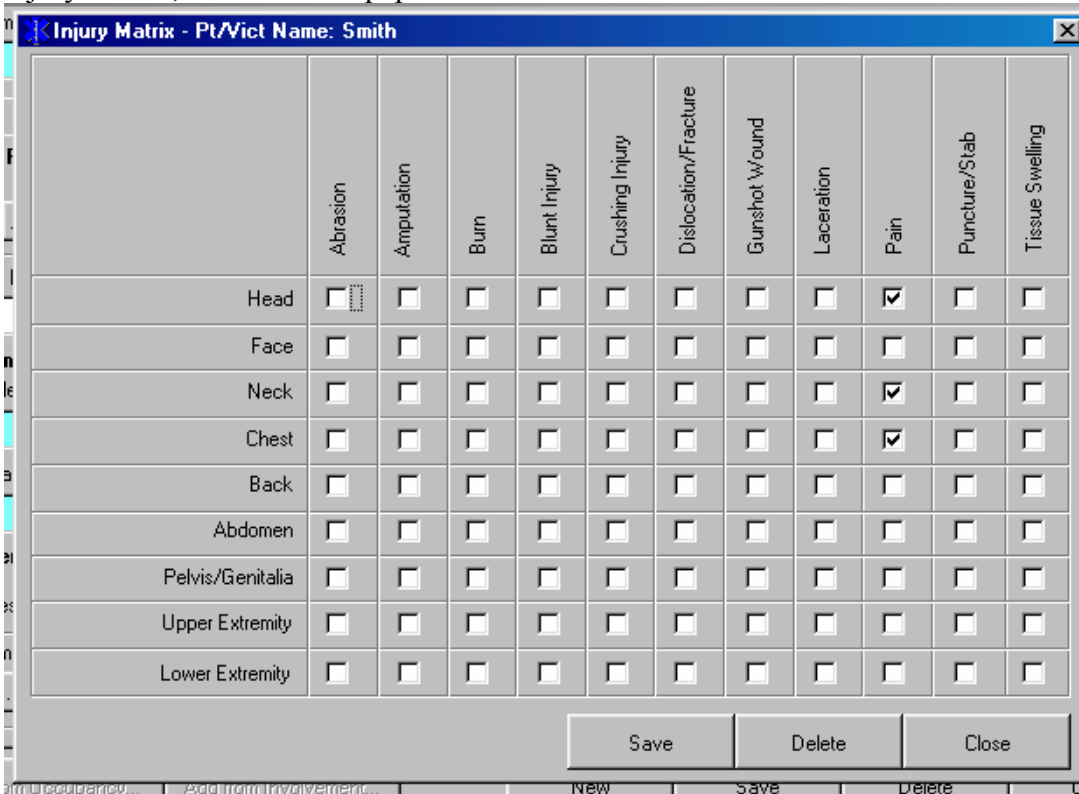 Injury Matrix - Pt/Vict Name: Smith
Abrasion
Amputation
Burn
Blunt Injury
Crushing Injury
Dislocation/Fracture
Gunshot Wound
Laceration
Pain
Puncture/Stab
Tissue Swelling
Head
Face
Neck
Chest
Back
Abdomen
Pelvis/Genitalia
Upper Extremity
Lower Extremity
Save Delete Close
Add from Involvement... New Save Delete